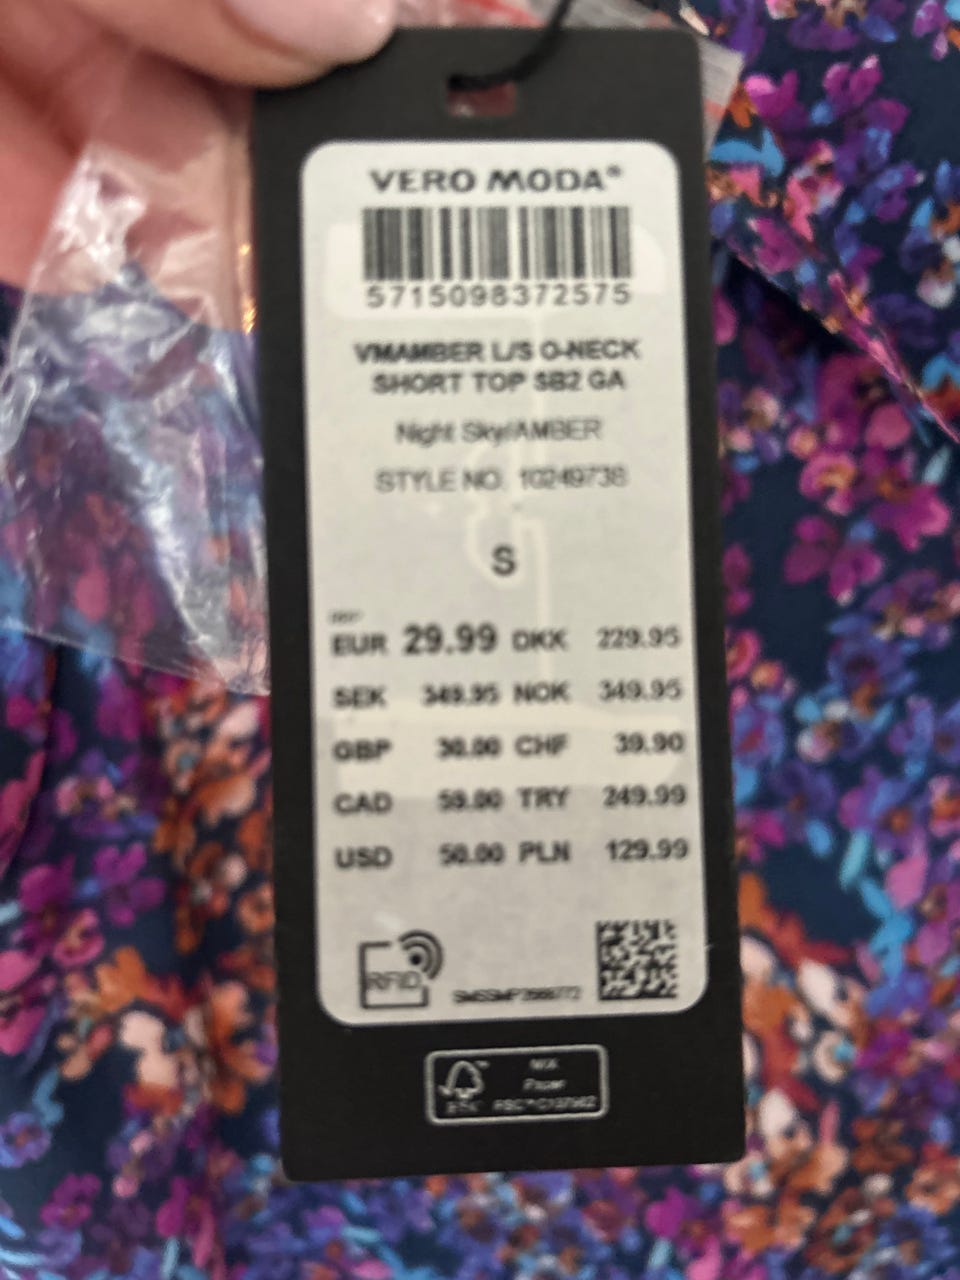 VERO MODA®
5715098372575
VMAMBER L/S O-NECK
SHORT TOP SB2 GA
Night Sky/AMBER
STYLE NO. 10249738
S
EUR 29.99 DKK 229.95
SEK 349.95 NOK 349.95
GBP 30.00 CHF 39.90
CAD 59.00 TRY 249.99
USD 50.00 PLN 129.99
RFID
MIX
Paper